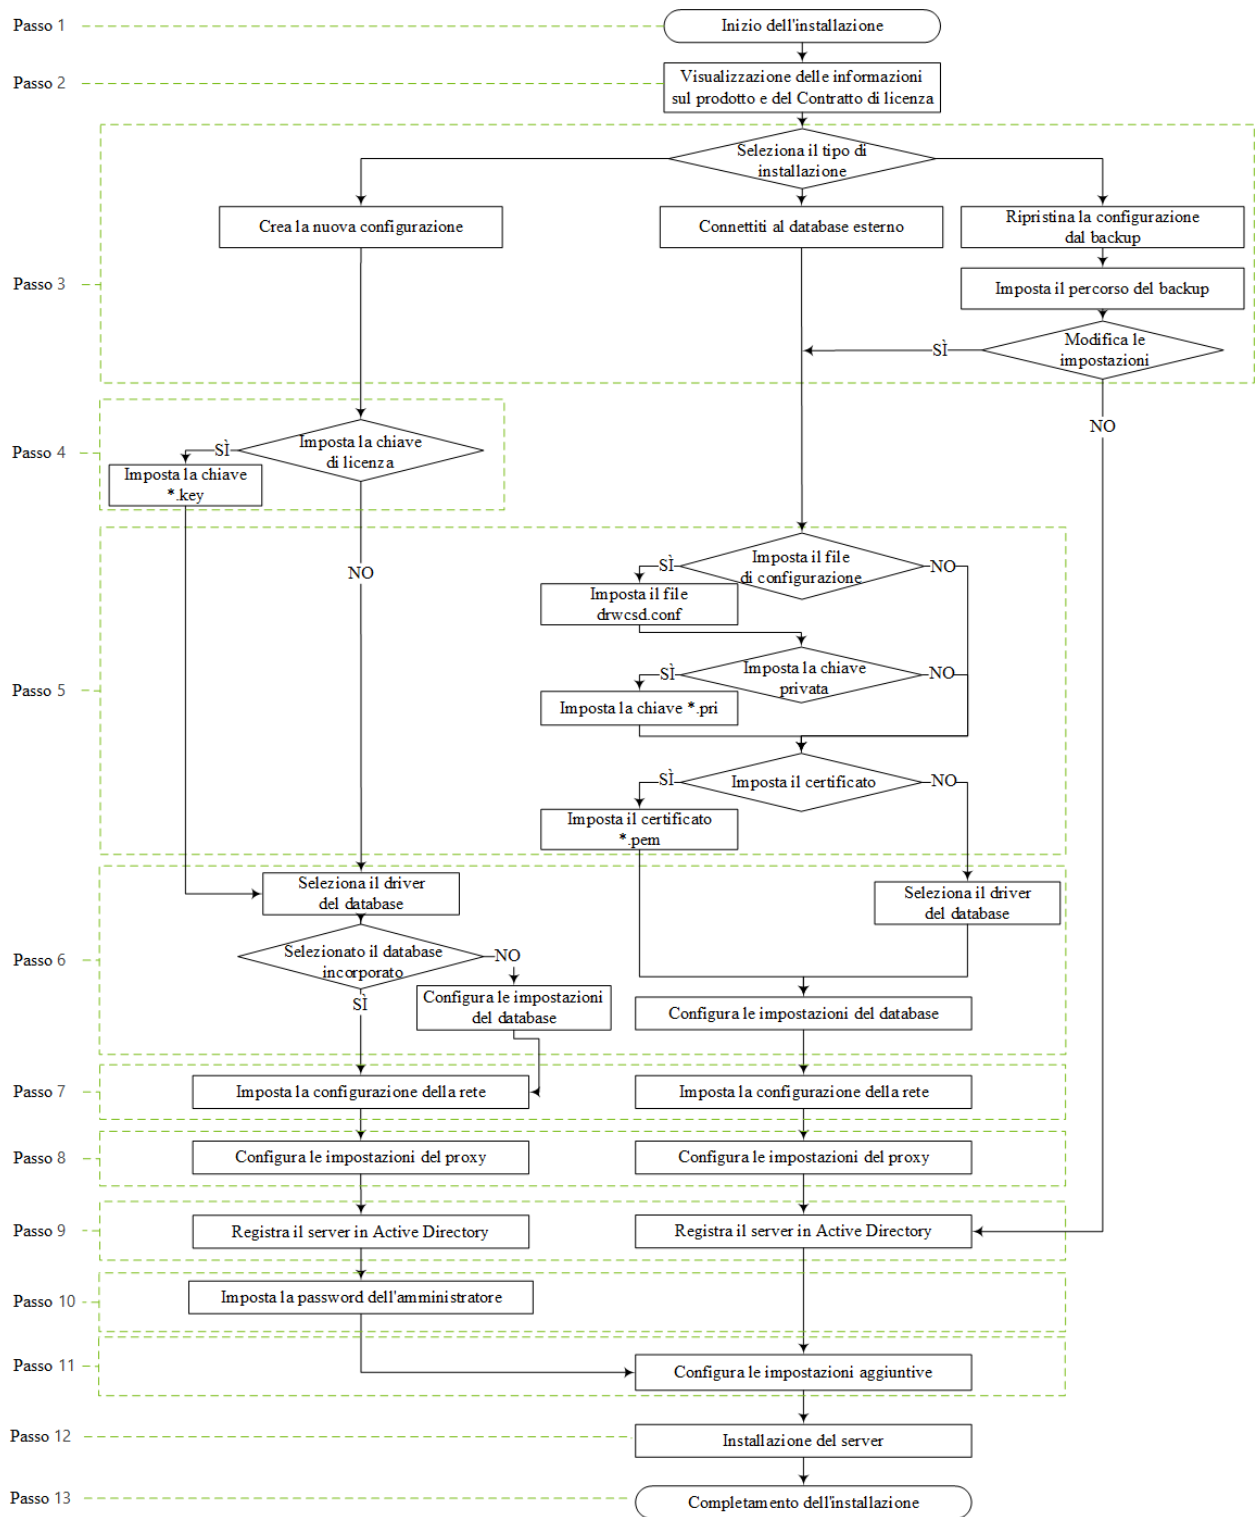 Passo 1
Inizio dell'installazione
Passo 2
Visualizzazione delle informazioni
sul prodotto e del Contratto di licenza
Passo 3
Seleziona il tipo di
installazione
Crea la nuova configurazione
Connettiti al database esterno
Ripristina la configurazione
dal backup
Imposta il percorso del backup
Modifica le
impostazioni
SÌ
NO
Passo 4
Imposta la chiave
di licenza
SÌ
Imposta la chiave
*.key
NO
Passo 5
Imposta il file
di configurazione
SÌ
NO
Imposta il file
drwcsd.conf
Imposta la chiave
privata
SÌ
NO
Imposta la chiave *.pri
Imposta il certificato
SÌ
NO
Imposta il certificato
*.pem
Passo 6
Seleziona il driver
del database
Seleziona il driver
del database
Selezionato il database
incorporato
NO
SÌ
Configura le impostazioni
del database
Configura le impostazioni del database
Passo 7
Imposta la configurazione della rete
Imposta la configurazione della rete
Passo 8
Configura le impostazioni del proxy
Configura le impostazioni del proxy
Passo 9
Registra il server in Active Directory
Registra il server in Active Directory
Passo 10
Imposta la password dell'amministratore
Passo 11
Configura le impostazioni aggiuntive
Passo 12
Installazione del server
Passo 13
Completamento dell'installazione